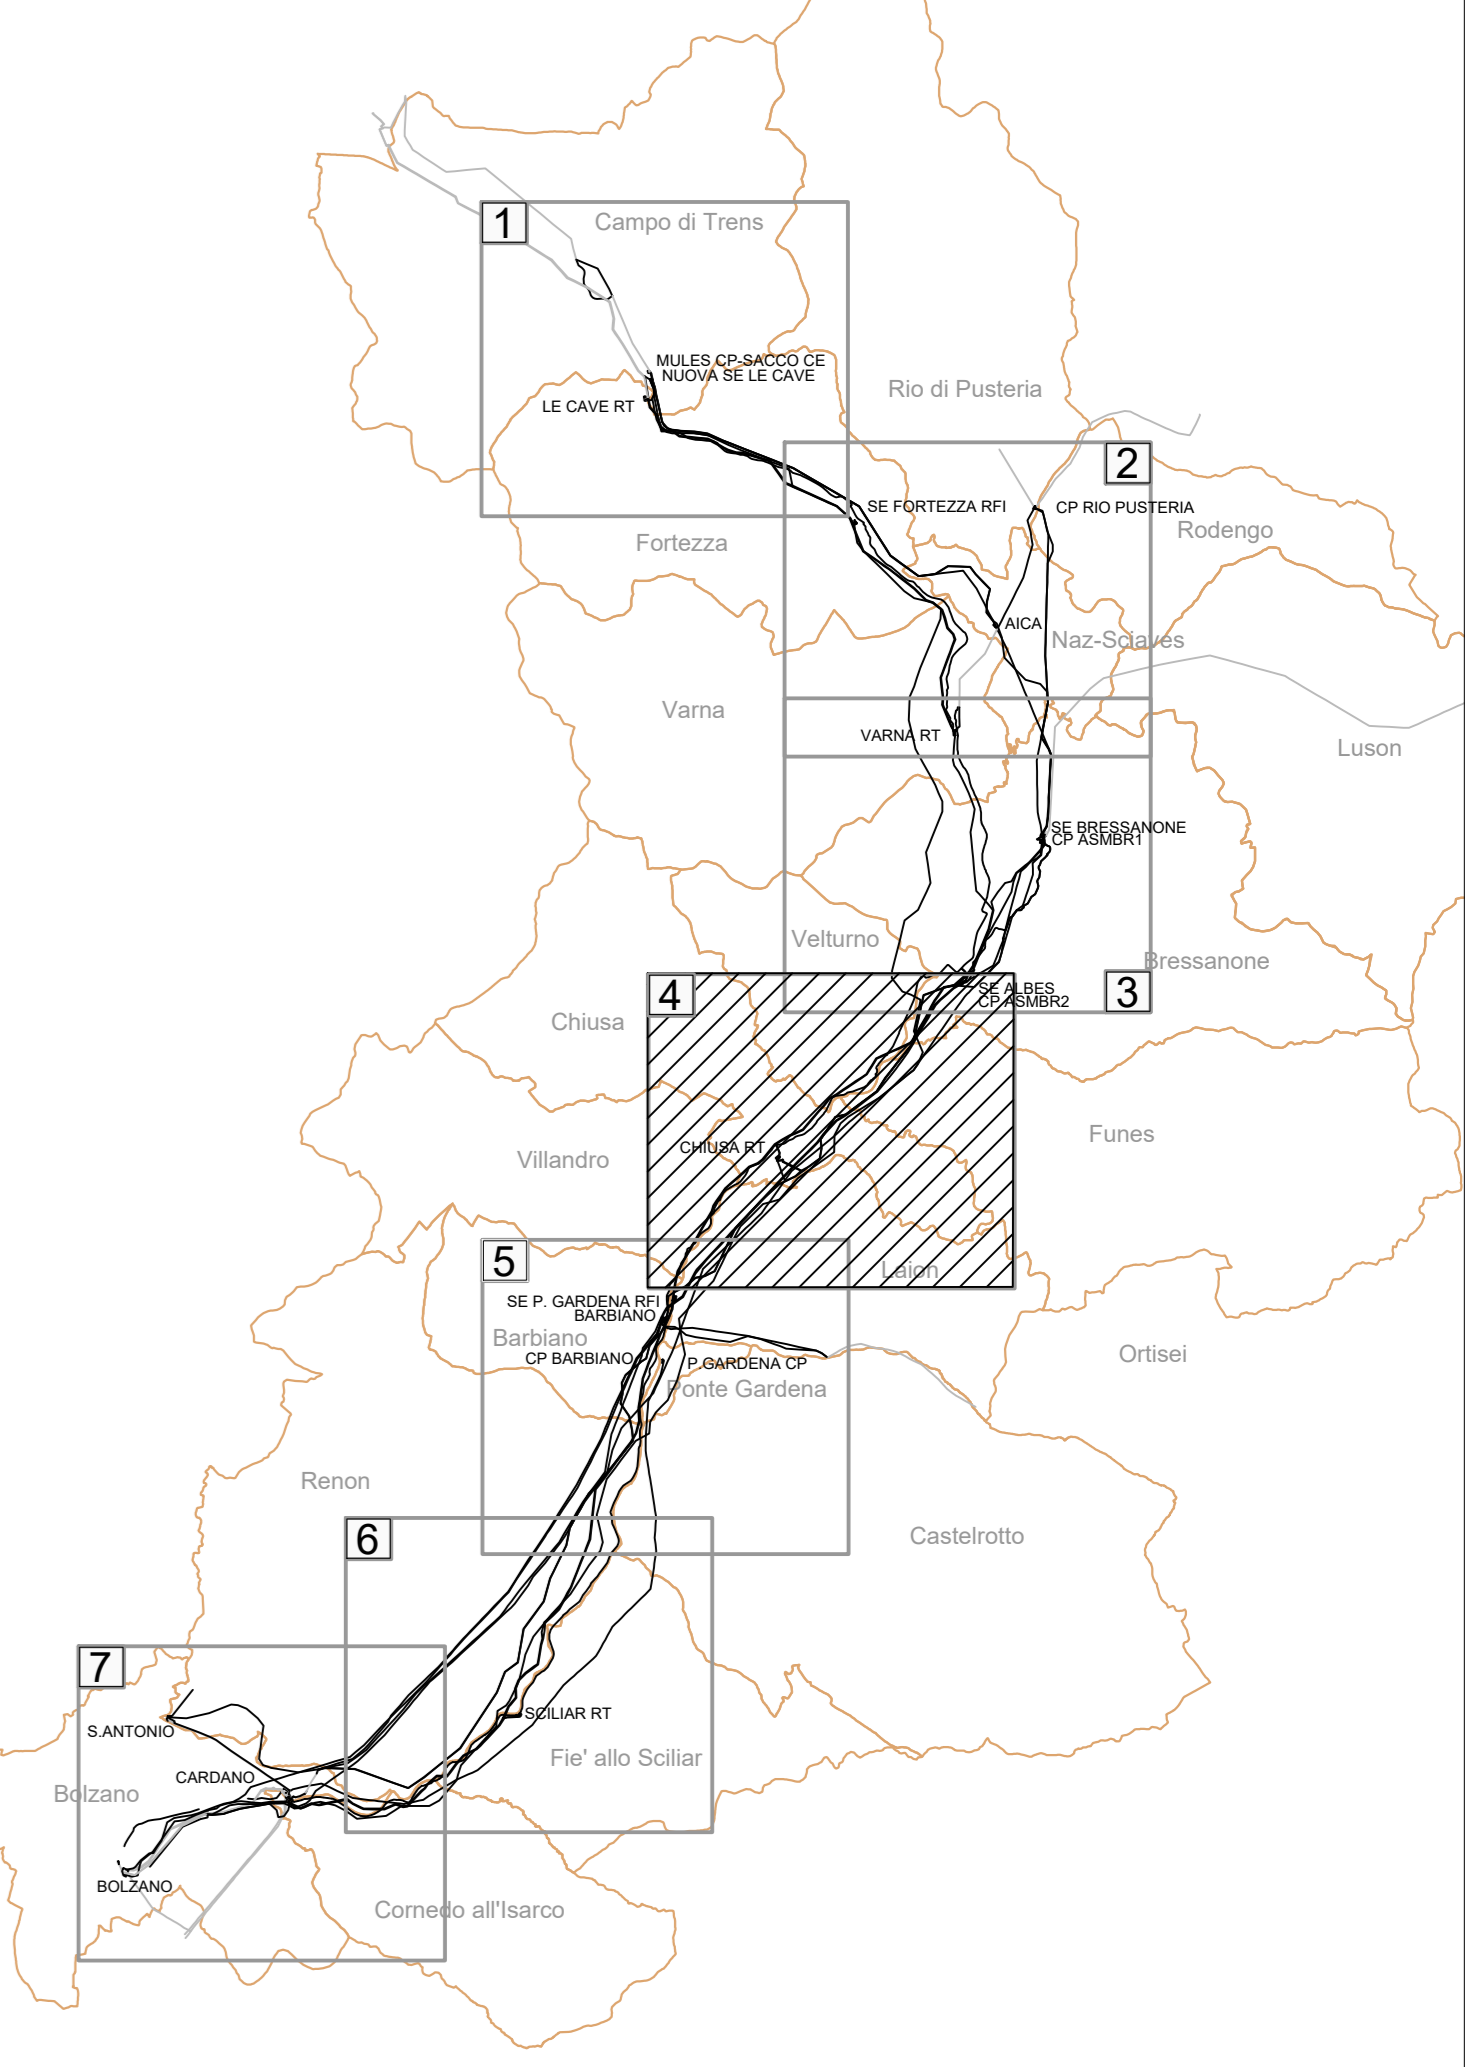 1
Campo di Trens
MULES CP-SACCO CE
NUOVA SE LE CAVE
LE CAVE RT
Rio di Pusteria
2
SE FORTEZZA RFI
CP RIO PUSTERIA
Rodengo
Fortezza
AICA
Naz-Sciaves
Varna
VARNA RT
Luson
SE BRESSANONE
CP ASMBR1
Velturno
Bressanone
4
SE ALBES
CP ASMBR2
3
Chiusa
Funes
CHIUSA RT
Villandro
5
Laion
SE P. GARDENA RFI
BARBIANO
Barbiano
CP BARBIANO
P.GARDENA CP
Ortisei
Ponte Gardena
Renon
6
Castelrotto
7
S.ANTONIO
SCILIAR RT
Fie' allo Sciliar
CARDANO
Bolzano
BOLZANO
Cornedo all'Isarco